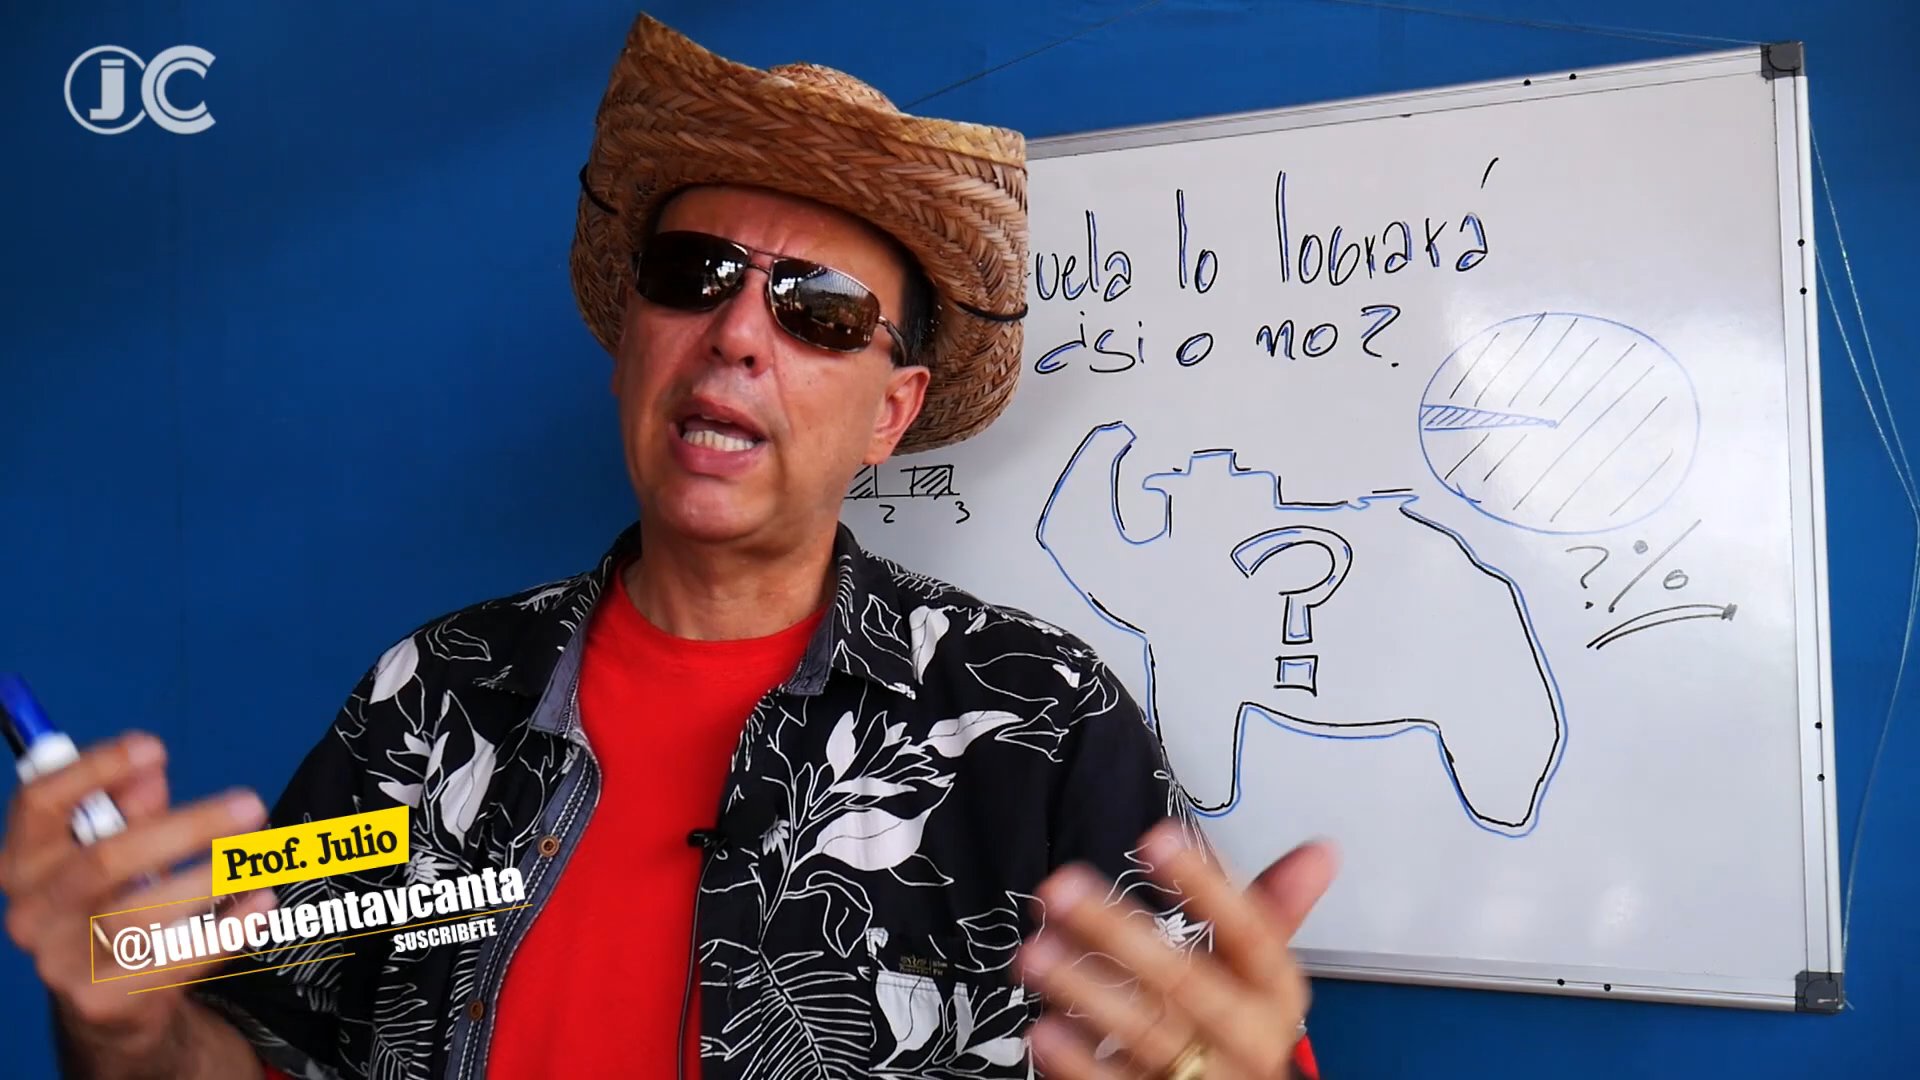 JC
uela lo logrará
¿si o no?
2 3
?
?%
Prof. Julio
@juliocuentaycanta
SUSCRIBETE